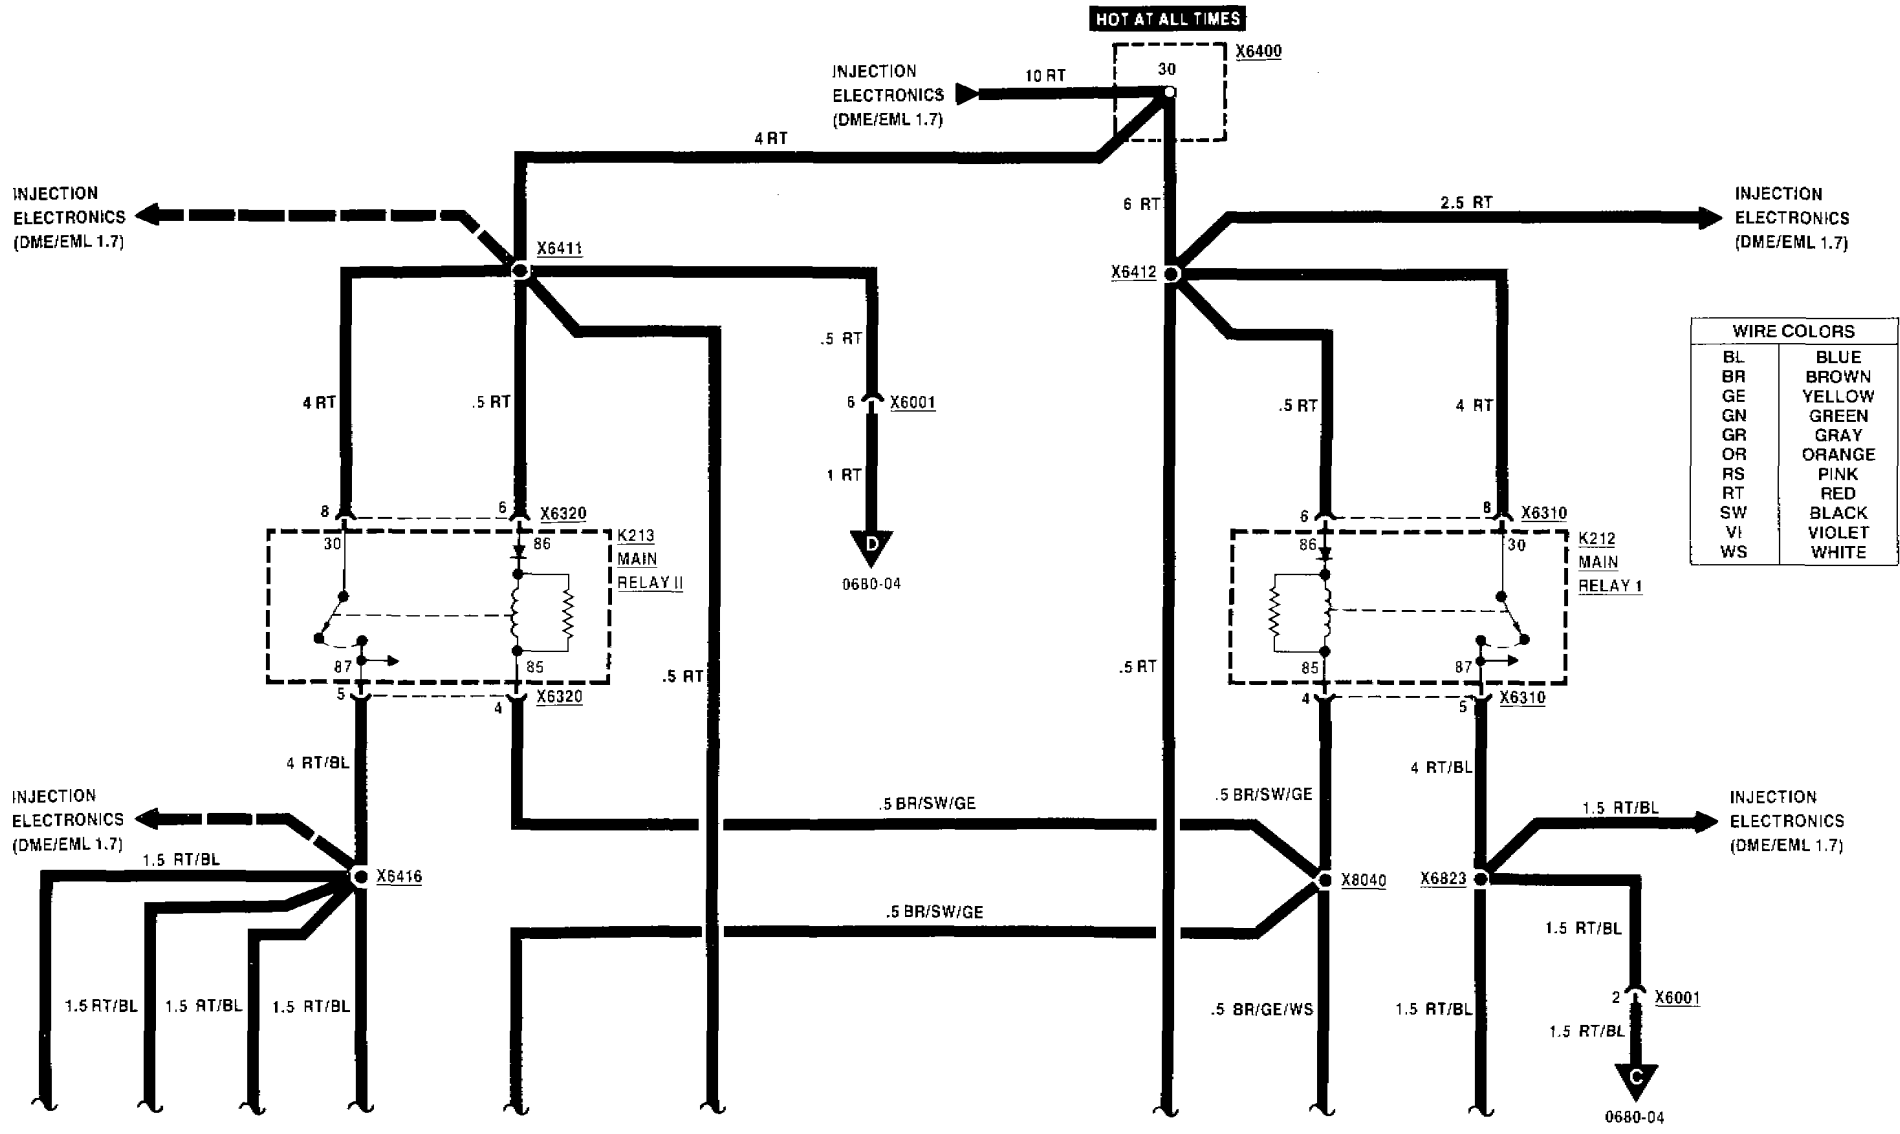 HOT AT ALL TIMES
X6400
30
INJECTION
ELECTRONICS
(DME/EML 1.7)
10 RT
4 RT
INJECTION
ELECTRONICS
(DME/EML 1.7)
6 RT
2.5 RT
INJECTION
ELECTRONICS
(DME/EML 1.7)
X6411
X6412
WIRE COLORS
BL BLUE
BR BROWN
GE YELLOW
GN GREEN
GR GRAY
OR ORANGE
RS PINK
RT RED
SW BLACK
VI VIOLET
WS WHITE
.5 RT
4 RT
.5 RT
6
X6001
.5 RT
4 RT
1 RT
8
6
X6320
6
8
X6310
30
86
K213
MAIN
RELAY II
D
0680-04
86
30
K212
MAIN
RELAY 1
87
85
.5 RT
.5 RT
85
87
5
4
X6320
4
5
X6310
4 RT/BL
4 RT/BL
INJECTION
ELECTRONICS
(DME/EML 1.7)
.5 BR/SW/GE
.5 BR/SW/GE
1.5 RT/BL
INJECTION
ELECTRONICS
(DME/EML 1.7)
1.5 RT/BL
X6416
X8040
X6823
.5 BR/SW/GE
1.5 RT/BL
1.5 RT/BL
1.5 RT/BL
1.5 RT/BL
.5 BR/GE/WS
1.5 RT/BL
2
X6001
1.5 RT/BL
C
0680-04